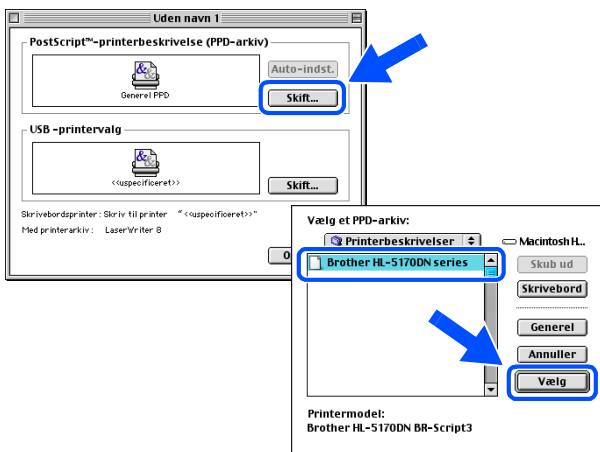 Uden navn 1
PostScript™-printerbeskrivelse (PPD-arkiv)
Auto-indst.
Generel PPD
Skift...
USB -printervalg
<<uspecificeret>>
Skift...
Skrivebordsprinter: Skriv til printer "<<uspecificeret>>"
Med printerarkiv: LaserWriter 8
Vælg et PPD-arkiv:
Printerbeskrivelser
Macintosh H...
Brother HL-5170DN series
Skub ud
Skrivebord
Generel
Annuller
Vælg
Printermodel:
Brother HL-5170DN BR-Script3